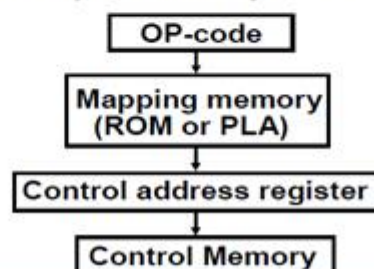 OP-code
Mapping memory
(ROM or PLA)
Control address register
Control Memory